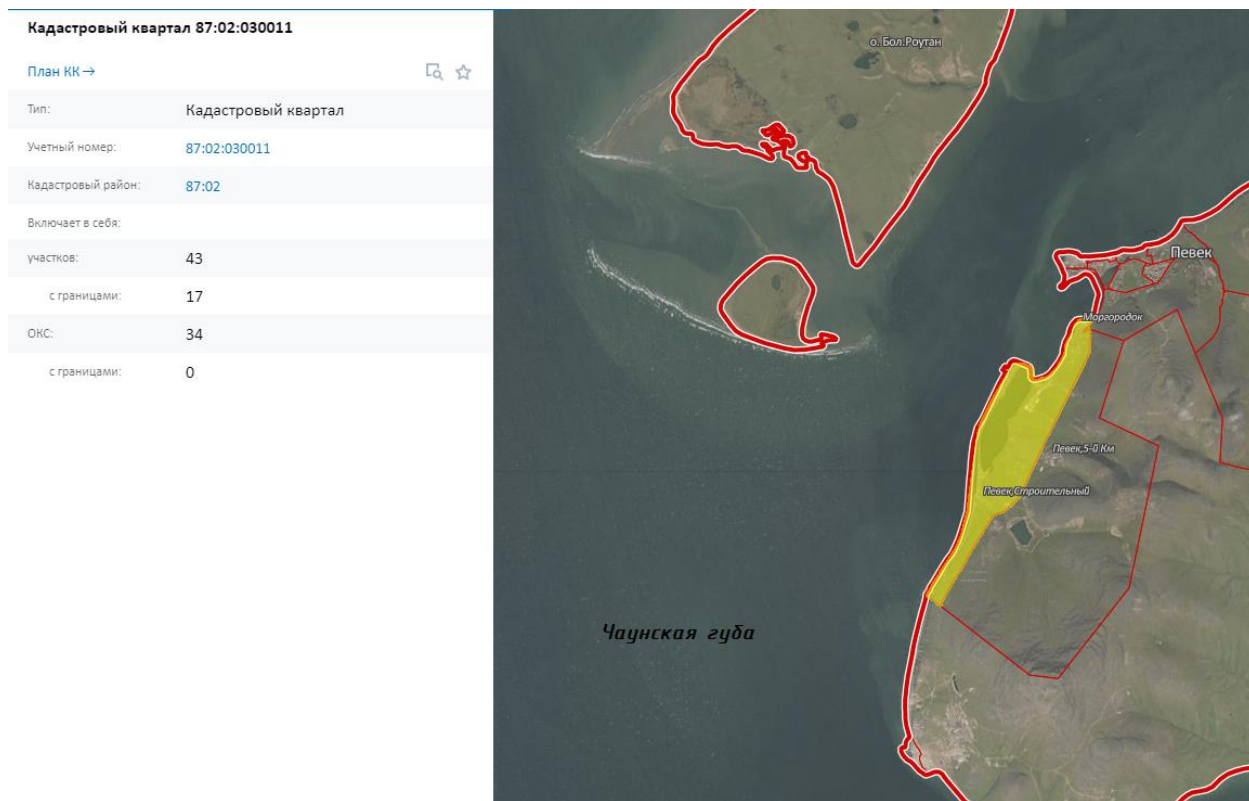 Кадастровый квартал 87:02:030011
План КК →
Тип: Кадастровый квартал
Учетный номер: 87:02:030011
Кадастровый район: 87:02
Включает в себя:
участков: 43
с границами: 17
ОКС: 34
с границами: 0
о. Бол.Роутан
Певек
Моргородок
Певек,5-й Км
Певек,Строительный
Чаунская губа